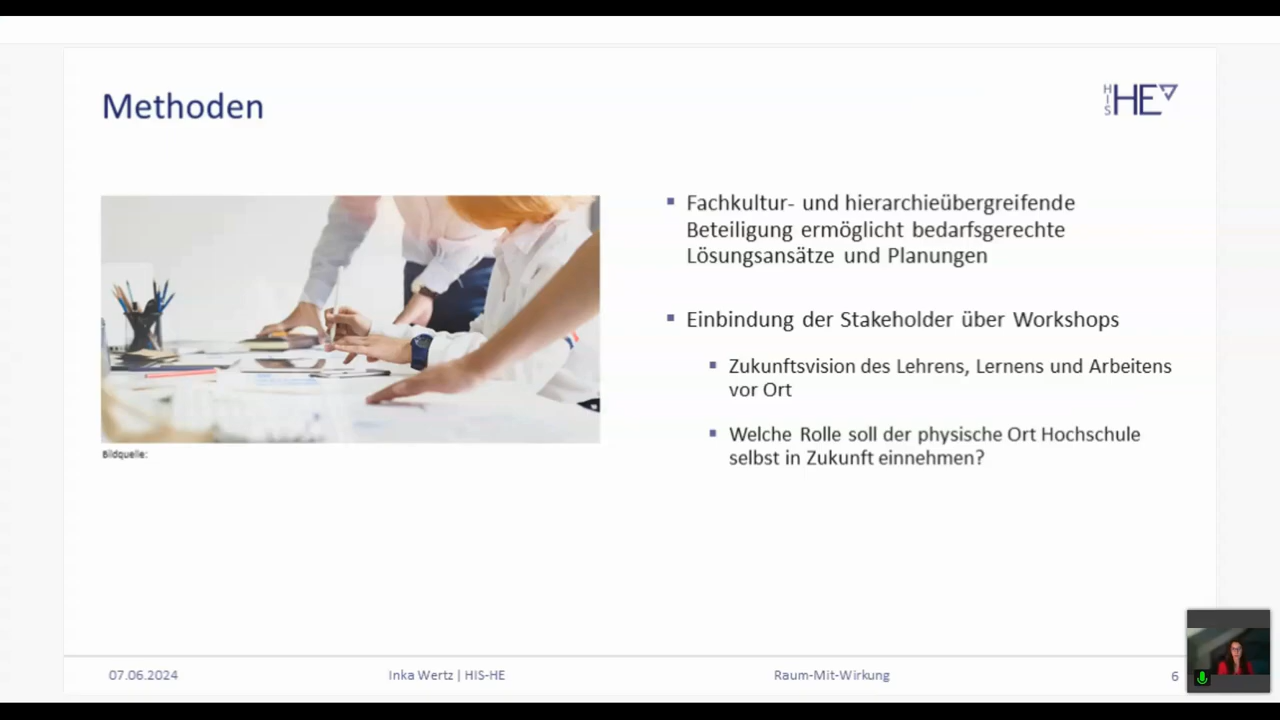 Methoden
HIS HE
Fachkultur- und hierarchieübergreifende
Beteiligung ermöglicht bedarfsgerechte
Lösungsansätze und Planungen
Einbindung der Stakeholder über Workshops
Zukunftsvision des Lehrens, Lernens und Arbeitens
vor Ort
Welche Rolle soll der physische Ort Hochschule
selbst in Zukunft einnehmen?
Bildquelle:
07.06.2024
Inka Wertz | HIS-HE
Raum-Mit-Wirkung
6